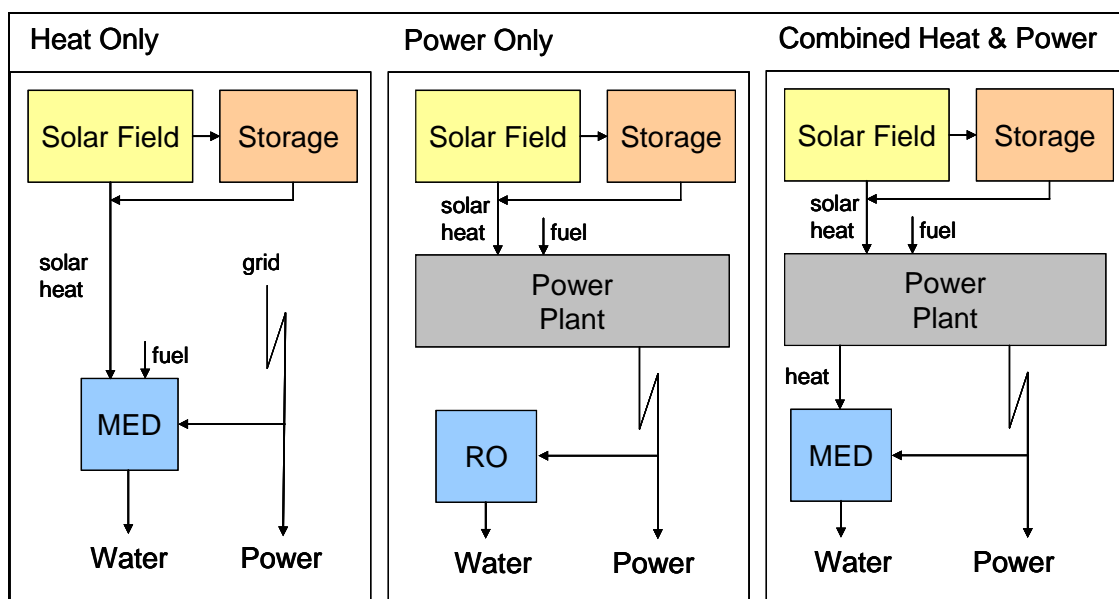 Heat Only
Solar Field
Storage
solar
heat
grid
fuel
MED
Water
Power
Power Only
Solar Field
Storage
solar
heat
fuel
Power
Plant
RO
Water
Power
Combined Heat & Power
Solar Field
Storage
solar
heat
fuel
Power
Plant
heat
MED
Water
Power